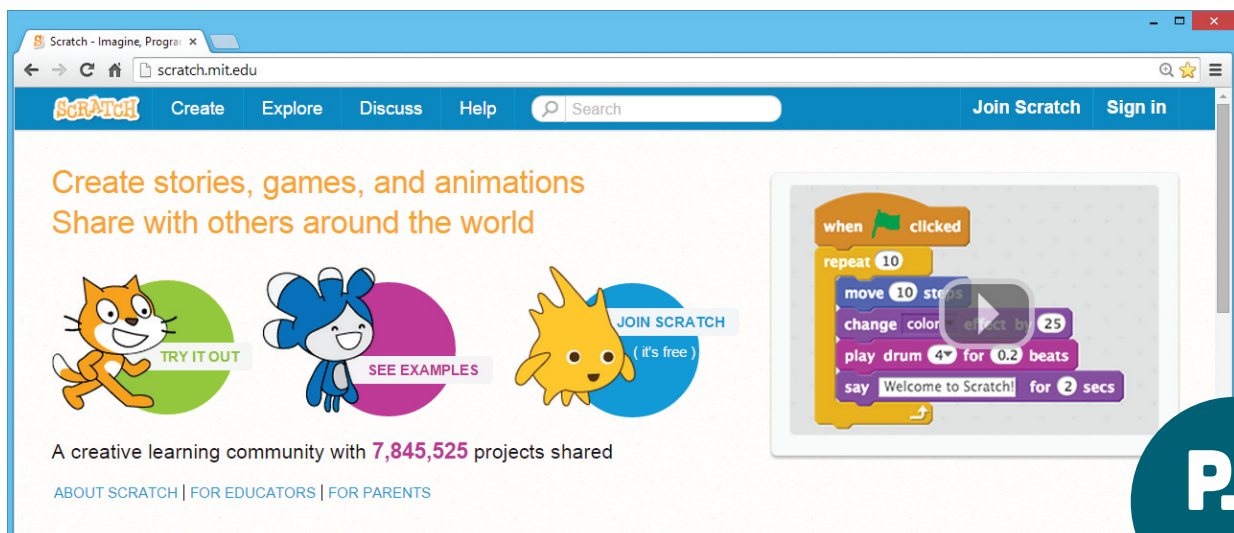 Scratch - Imagine, Progra
scratch.mit.edu
SCRATCH Create Explore Discuss Help Search Join Scratch Sign in
Create stories, games, and animations
Share with others around the world
TRY IT OUT
SEE EXAMPLES
JOIN SCRATCH
( it's free )
when clicked
repeat 10
move 10 steps
change color effect by 25
play drum 4 for 0.2 beats
say Welcome to Scratch! for 2 secs
A creative learning community with 7,845,525 projects shared
ABOUT SCRATCH | FOR EDUCATORS | FOR PARENTS
P.